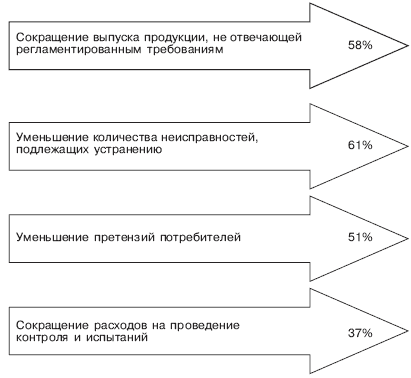 Сокращение выпуска продукции, не отвечающей
регламентированным требованиям
58%
Уменьшение количества неисправностей,
подлежащих устранению
61%
Уменьшение претензий потребителей
51%
Сокращение расходов на проведение
контроля и испытаний
37%